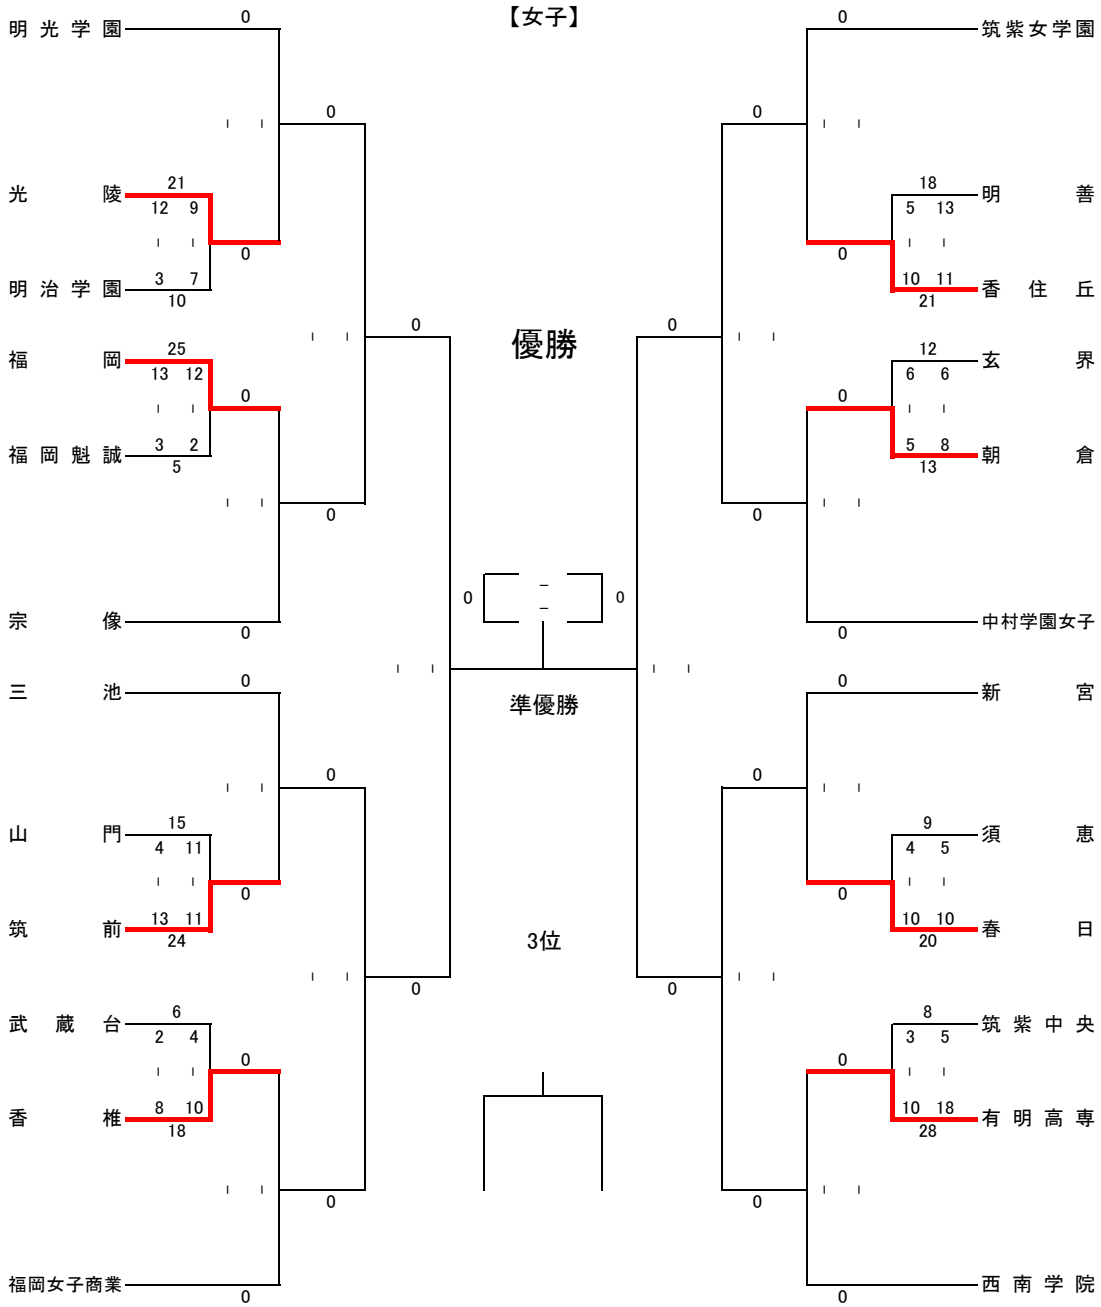 【女子】
明光学園 0
0 筑紫女学園
0
0
光陵 21
12 9
0
3 7
明治学園 10
18 明善
5 13
0
10 11
21 香住丘
0
優勝
0
福岡 25
13 12
0
3 2
福岡魁誠 5
12 玄界
6 6
0
5 8
13 朝倉
0
0
0 － 0
－
宗像 0
0 中村学園女子
準優勝
三池 0
0 新宮
0
0
山門 15
4 11
0
13 11
筑前 24
9 須恵
4 5
0
10 10
20 春日
3位
0
0
武蔵台 6
2 4
0
8 10
香椎 18
8 筑紫中央
3 5
0
10 18
28 有明高専
0
0
福岡女子商業 0
0 西南学院